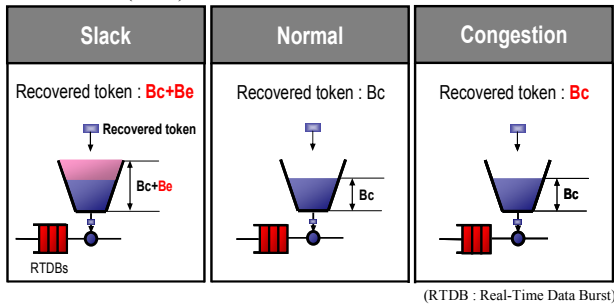 Slack
Recovered token : Bc+Be
Recovered token
Bc+Be
RTDBs
Normal
Recovered token : Bc
Bc
Congestion
Recovered token : Bc
Bc
(RTDB : Real-Time Data Burst)